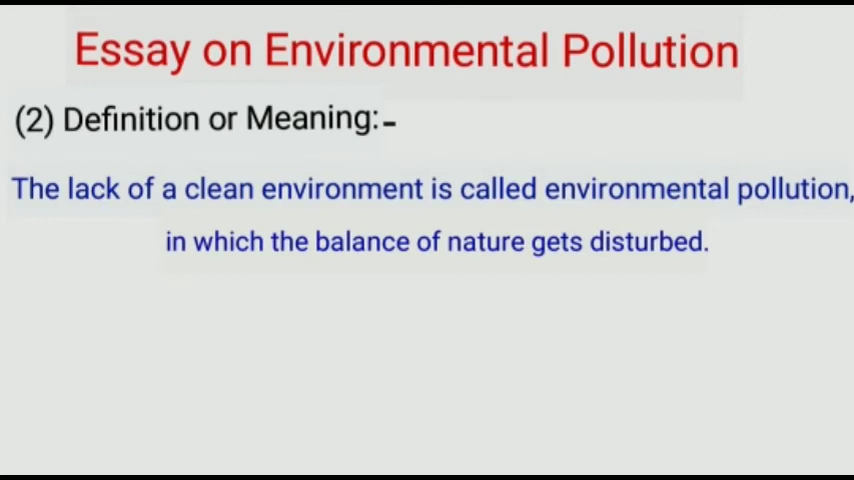 Essay on Environmental Pollution
(2) Definition or Meaning:-
The lack of a clean environment is called environmental pollution,
in which the balance of nature gets disturbed.